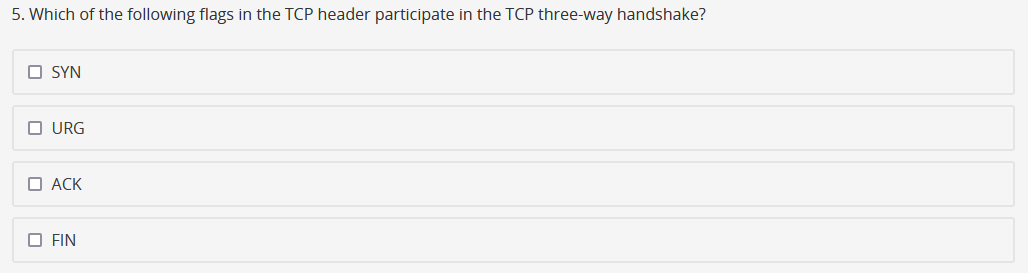 5. Which of the following flags in the TCP header participate in the TCP three-way handshake?
SYN
URG
ACK
FIN